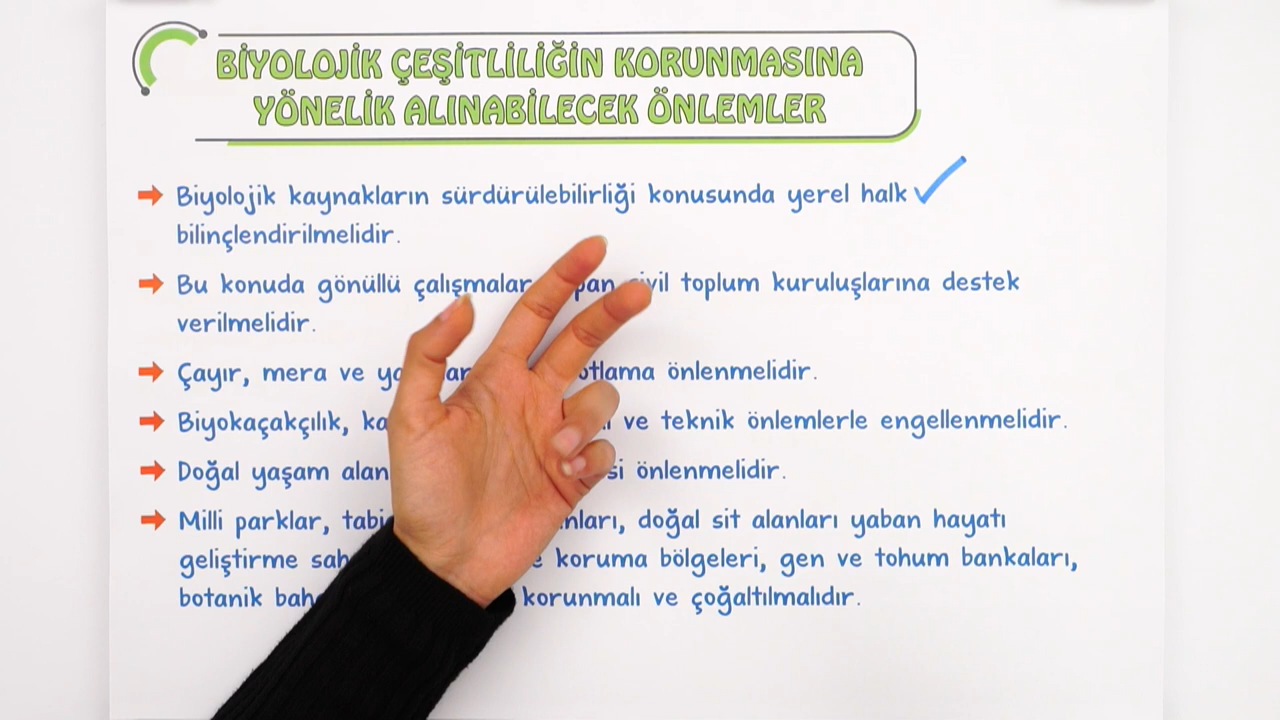 BİYOLOJİK ÇEŞİTLİLİĞİN KORUNMASINA
YÖNELİK ALINABİLECEK ÖNLEMLER
Biyolojik kaynakların sürdürülebilirliği konusunda yerel halk
bilinçlendirilmelidir.
Bu konuda gönüllü çalışmalar sivil toplum kuruluşlarına destek
verilmelidir.
Çayır, mera ve önlenmelidir.
Biyokaçakçılık, ve teknik önlemlerle engellenmelidir.
Doğal yaşam önlenmelidir.
Milli parklar, doğal sit alanları yaban hayatı
geliştirme koruma bölgeleri, gen ve tohum bankaları,
botanik korunmalı ve çoğaltılmalıdır.